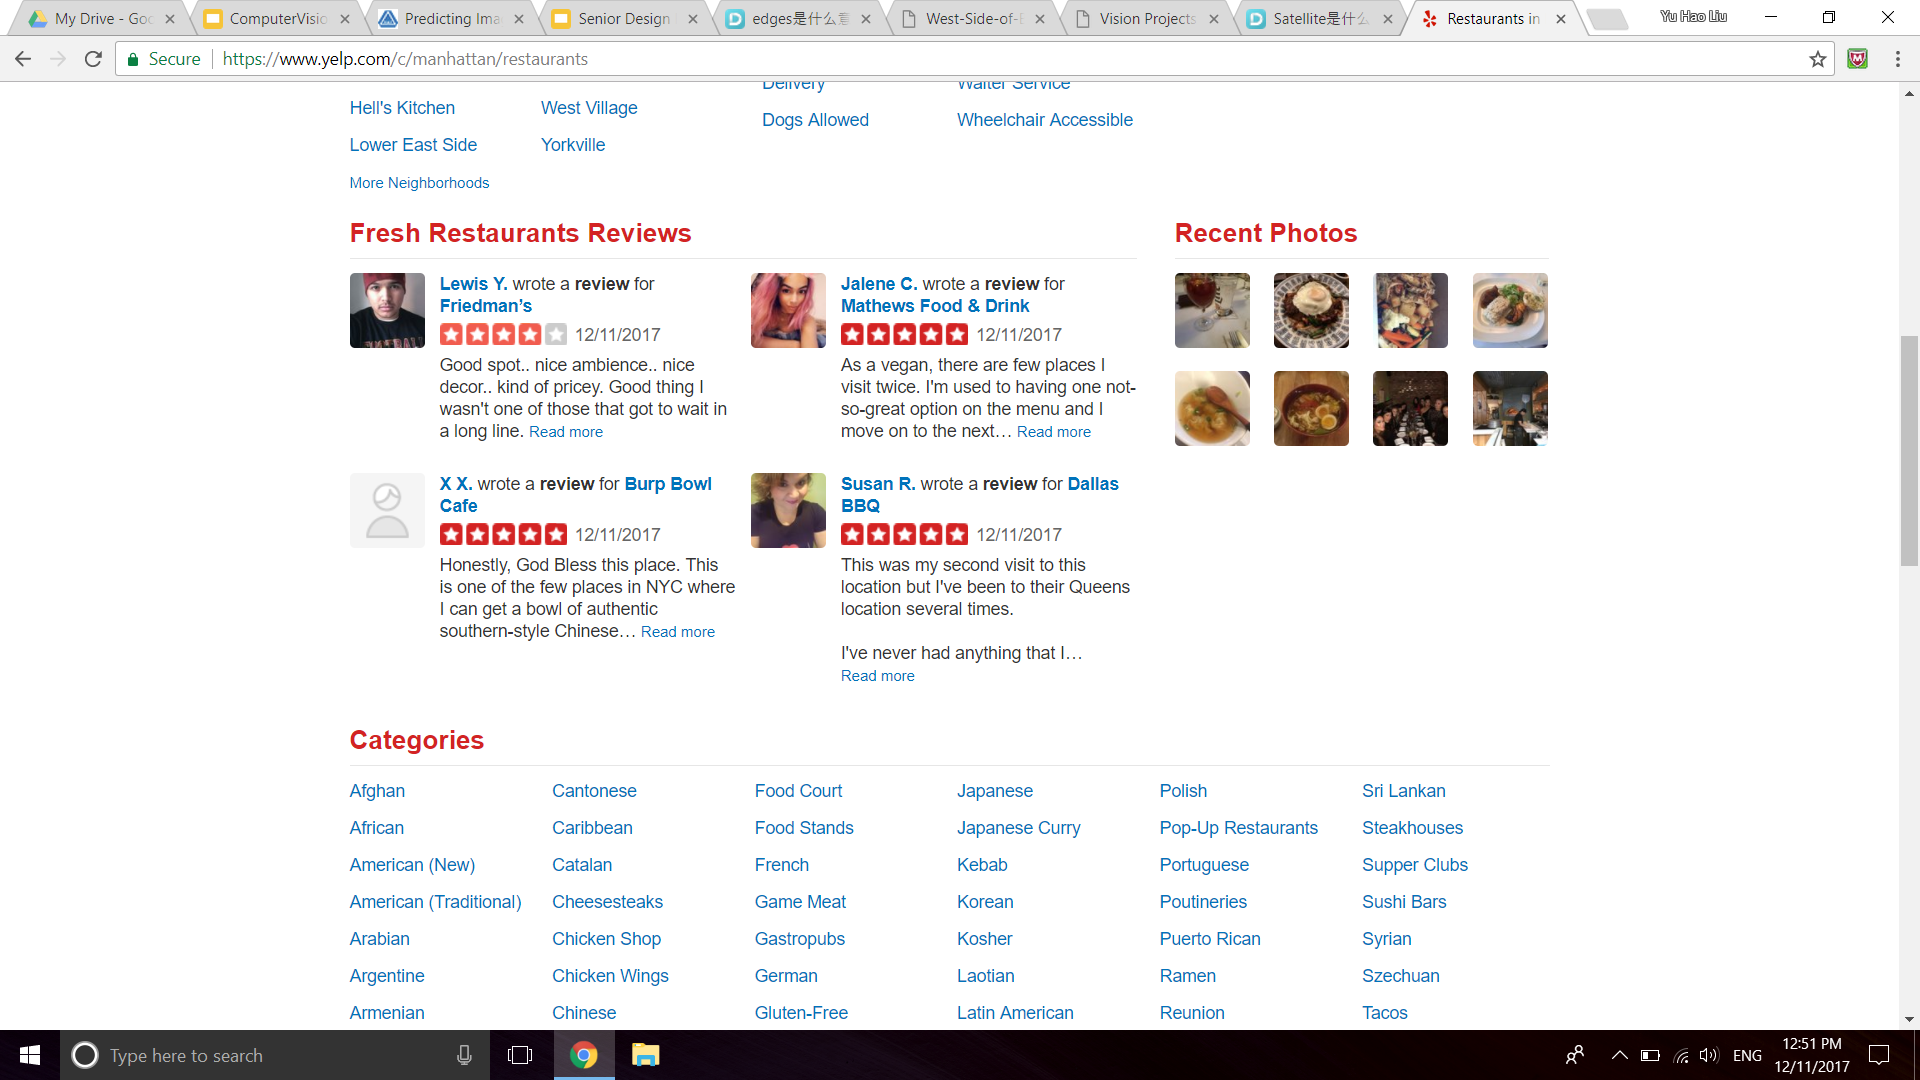 My Drive - Goo
ComputerVisio
Predicting Ima
Senior Design
edges是什么意
West-Side-of-
Vision Projects
Satellite是什么
Restaurants in
Yu Hao Liu
Secure https://www.yelp.com/c/manhattan/restaurants
Delivery Waiter Service
Hell's Kitchen West Village
Dogs Allowed Wheelchair Accessible
Lower East Side Yorkville
More Neighborhoods
Fresh Restaurants Reviews
Lewis Y. wrote a review for
Friedman's
12/11/2017
Good spot.. nice ambience.. nice
decor.. kind of pricey. Good thing I
wasn't one of those that got to wait in
a long line. Read more
Jalene C. wrote a review for
Mathews Food & Drink
12/11/2017
As a vegan, there are few places I
visit twice. I'm used to having one not-
so-great option on the menu and I
move on to the next… Read more
X X. wrote a review for Burp Bowl
Cafe
12/11/2017
Honestly, God Bless this place. This
is one of the few places in NYC where
I can get a bowl of authentic
southern-style Chinese… Read more
Susan R. wrote a review for Dallas
BBQ
12/11/2017
This was my second visit to this
location but I've been to their Queens
location several times.
I've never had anything that I…
Read more
Recent Photos
Categories
Afghan Cantonese Food Court Japanese Polish Sri Lankan
African Caribbean Food Stands Japanese Curry Pop-Up Restaurants Steakhouses
American (New) Catalan French Kebab Portuguese Supper Clubs
American (Traditional) Cheesesteaks Game Meat Korean Poutineries Sushi Bars
Arabian Chicken Shop Gastropubs Kosher Puerto Rican Syrian
Argentine Chicken Wings German Laotian Ramen Szechuan
Armenian Chinese Gluten-Free Latin American Reunion Tacos
Type here to search
ENG
12:51 PM
12/11/2017